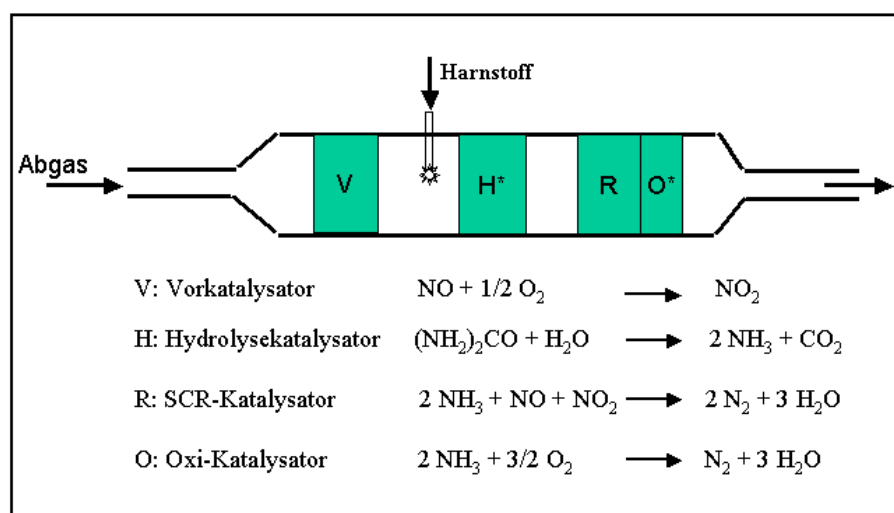 Harnstoff
Abgas
V
H*
R
O*
V: Vorkatalysator NO + 1/2 O₂ → NO₂
H: Hydrolysekatalysator (NH₂)₂CO + H₂O → 2 NH₃ + CO₂
R: SCR-Katalysator 2 NH₃ + NO + NO₂ → 2 N₂ + 3 H₂O
O: Oxi-Katalysator 2 NH₃ + 3/2 O₂ → N₂ + 3 H₂O